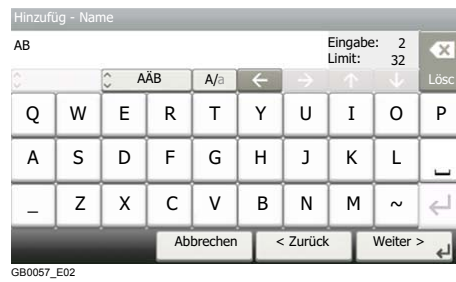 Hinzufüg - Name
AB
Eingabe: 2
Limit: 32
AÄB A/a ← → ↑ ↓ Lösc
Q W E R T Y U I O P
A S D F G H J K L
_ Z X C V B N M ~
Abbrechen < Zurück Weiter >
GB0057_E02